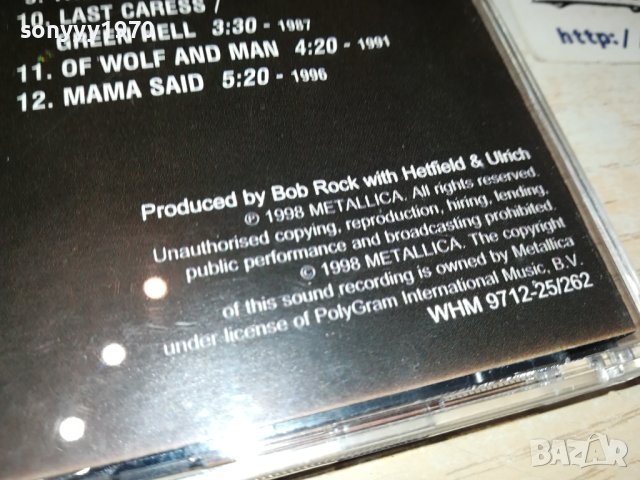 sonyyy1970
10. LAST CARESS /
GREEN HELL 3:30 - 1987
11. OF WOLF AND MAN 4:20 - 1991
12. MAMA SAID 5:20 - 1996
http:/
Produced by Bob Rock with Hetfield & Ulrich
℗ 1998 METALLICA. All rights reserved.
Unauthorised copying, reproduction, hiring, lending,
public performance and broadcasting prohibited.
© 1998 METALLICA. The copyright
of this sound recording is owned by Metallica
under license of PolyGram International Music, B.V.
WHM 9712-25/262
BAZAR